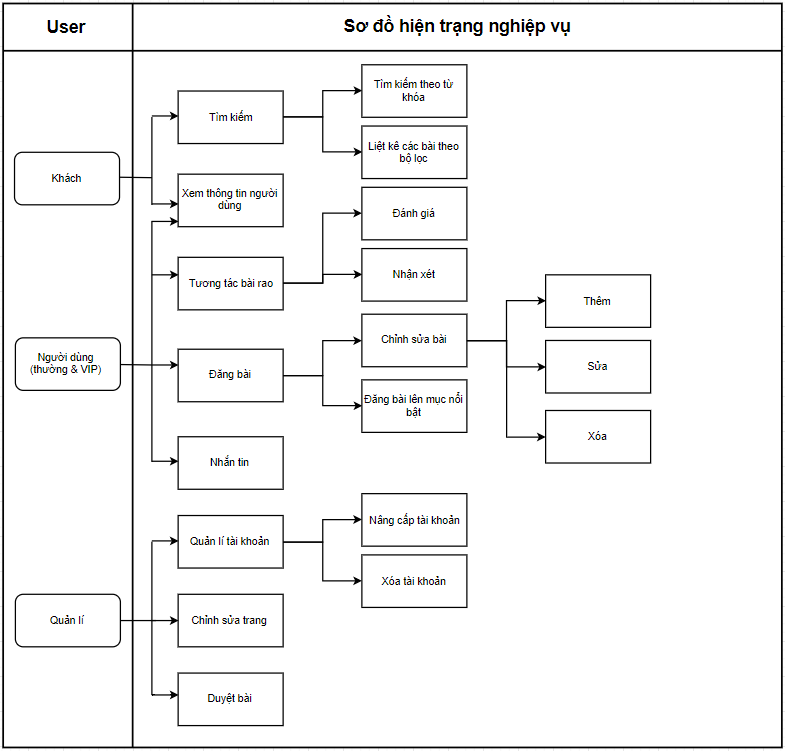 User
Sơ đồ hiện trạng nghiệp vụ
Khách
Tìm kiếm
Tìm kiếm theo từ
khóa
Liệt kê các bài theo
bộ lọc
Xem thông tin người
dùng
Người dùng
(thường & VIP)
Tương tác bài rao
Đánh giá
Nhận xét
Đăng bài
Chỉnh sửa bài
Thêm
Sửa
Xóa
Đăng bài lên mục nổi
bật
Nhắn tin
Quản lí
Quản lí tài khoản
Nâng cấp tài khoản
Xóa tài khoản
Chỉnh sửa trang
Duyệt bài